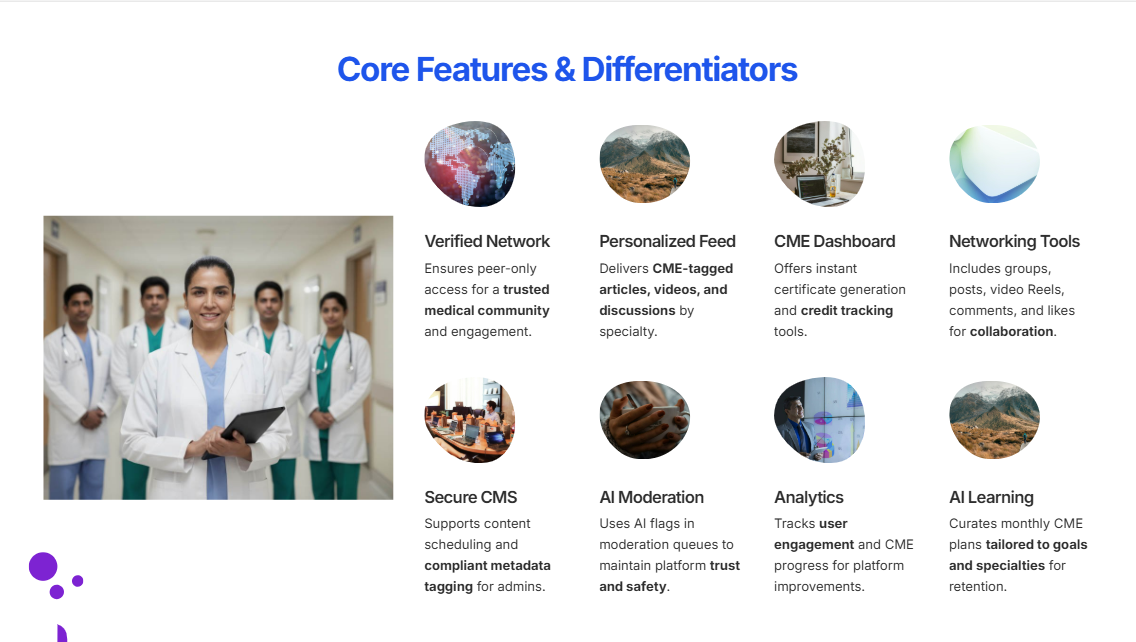 Core Features & Differentiators
Verified Network
Ensures peer-only
access for a trusted
medical community
and engagement.
Personalized Feed
Delivers CME-tagged
articles, videos, and
discussions by
specialty.
CME Dashboard
Offers instant
certificate generation
and credit tracking
tools.
Networking Tools
Includes groups,
posts, video Reels,
comments, and likes
for collaboration.
Secure CMS
Supports content
scheduling and
compliant metadata
tagging for admins.
AI Moderation
Uses AI flags in
moderation queues to
maintain platform trust
and safety.
Analytics
Tracks user
engagement and CME
progress for platform
improvements.
AI Learning
Curates monthly CME
plans tailored to goals
and specialties for
retention.